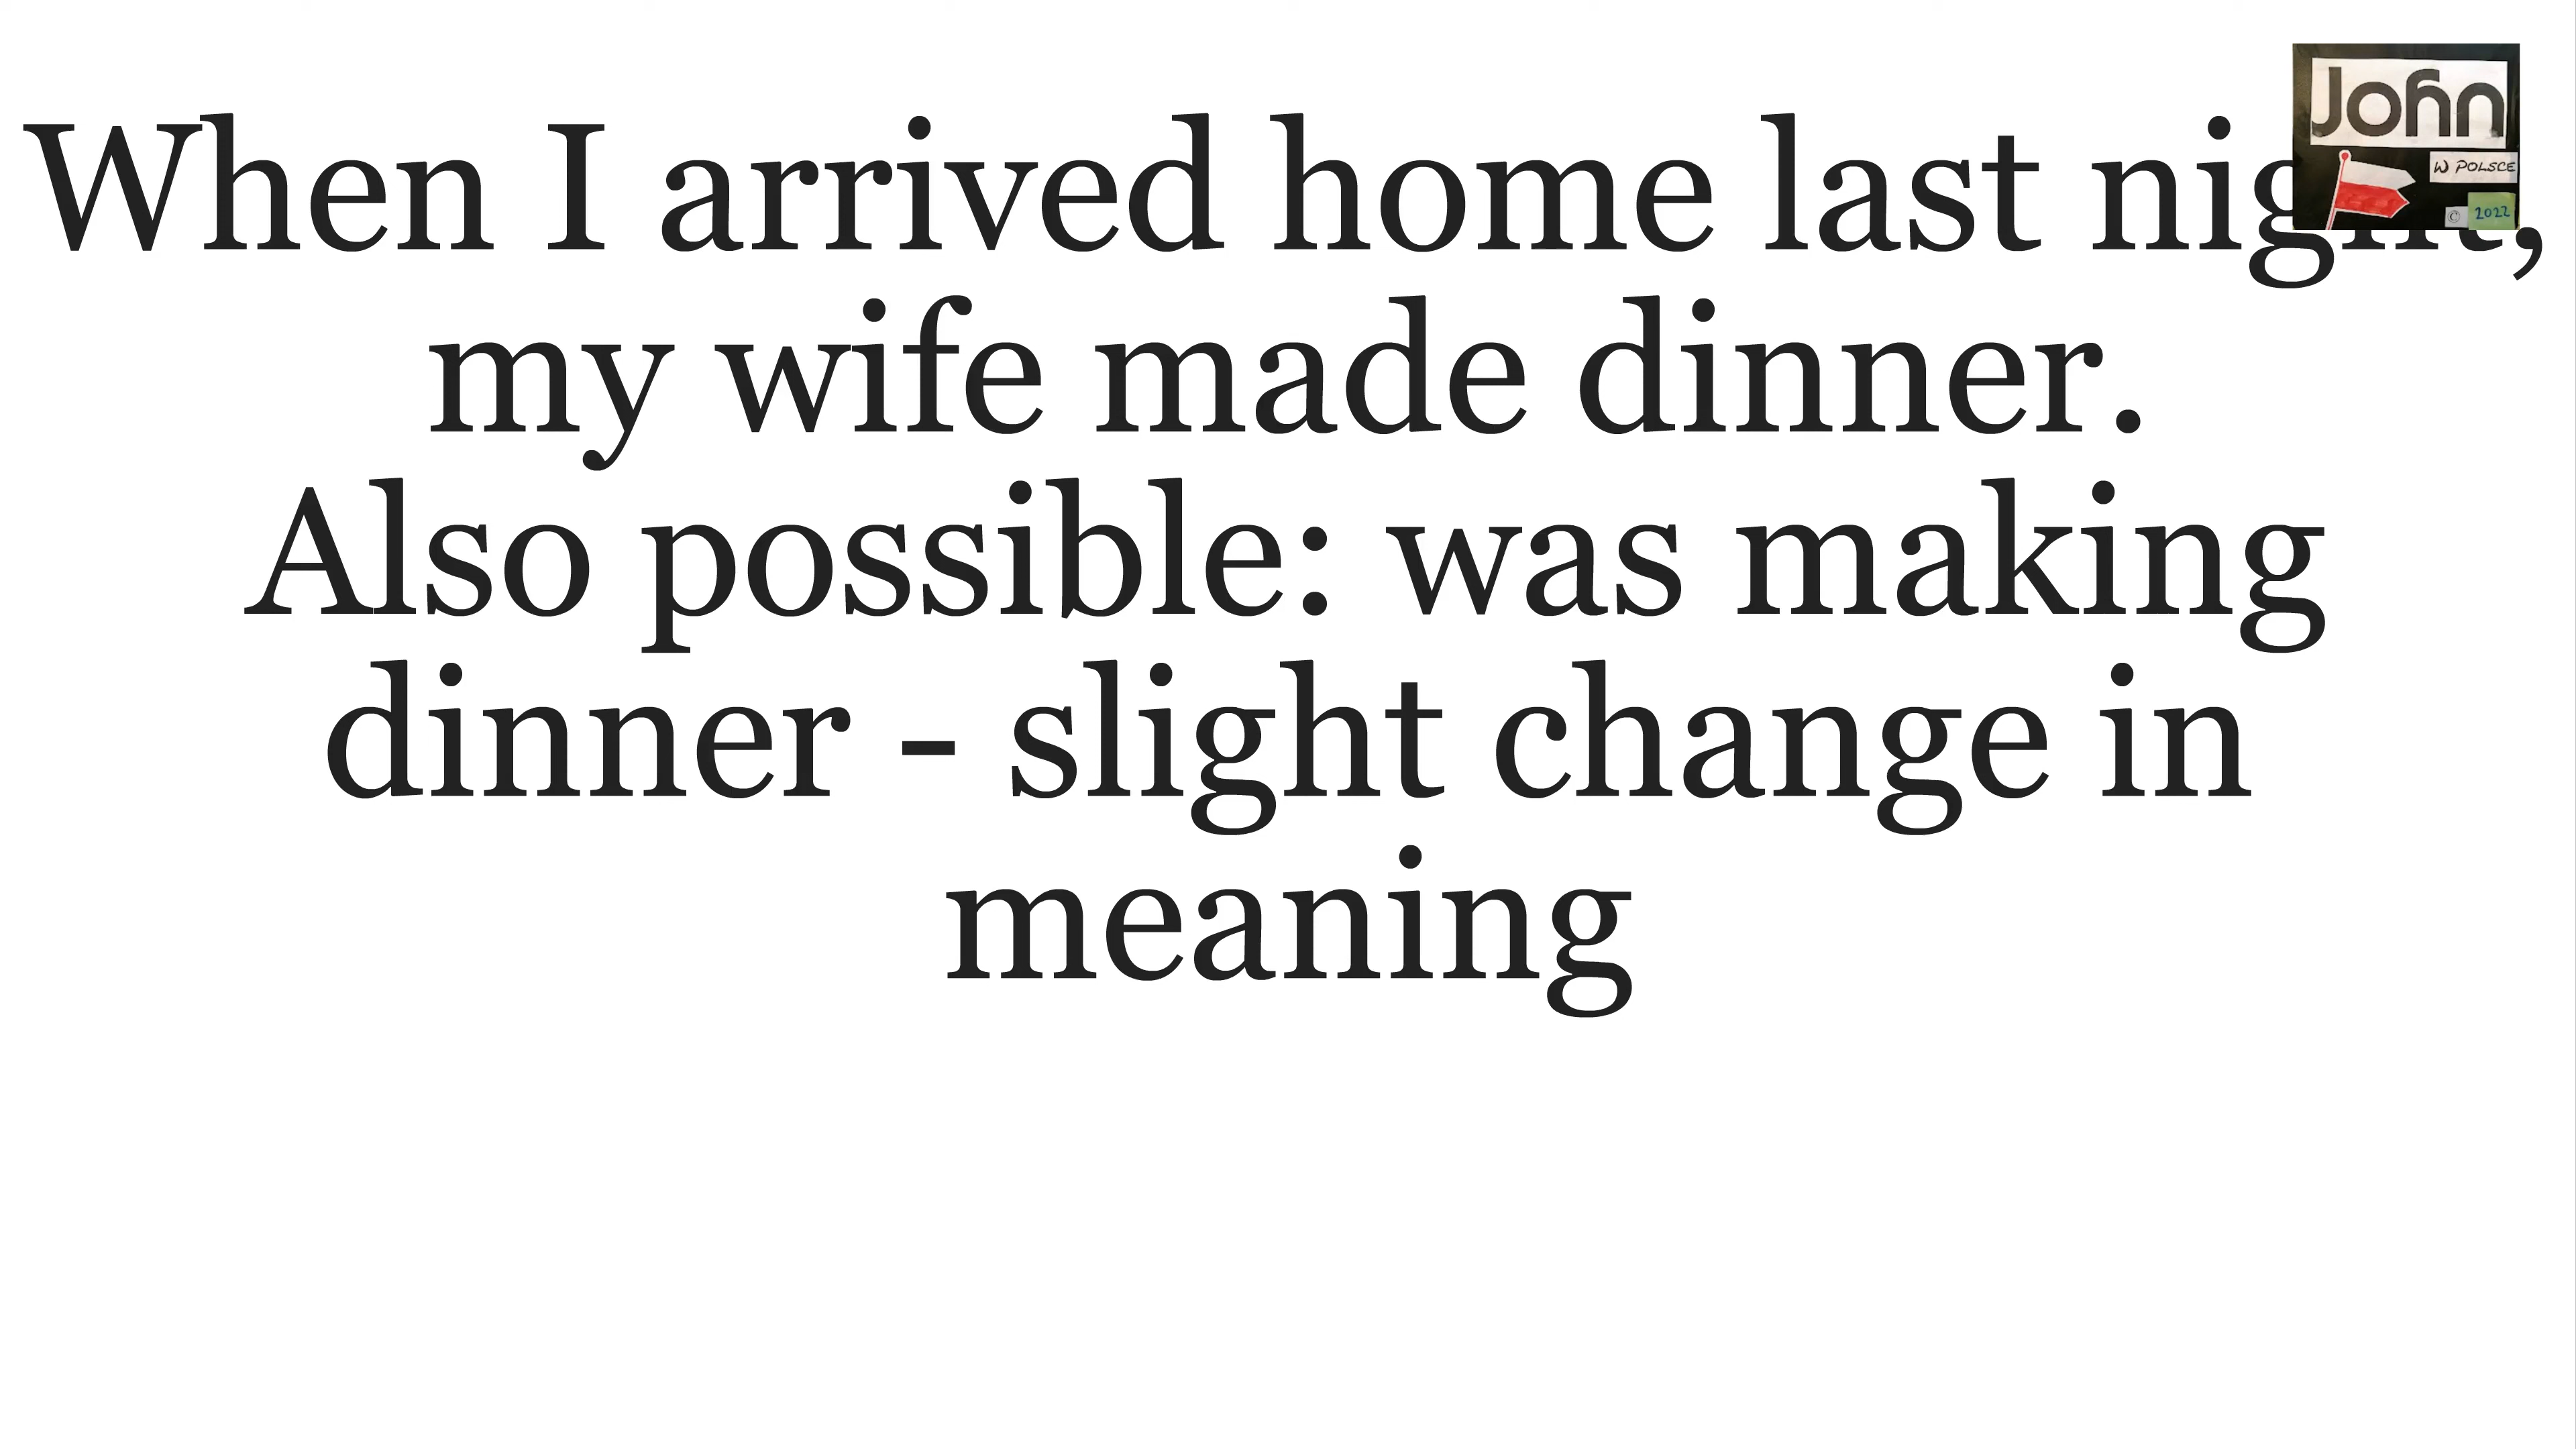 When I arrived home last night,
my wife made dinner.
Also possible: was making
dinner - slight change in
meaning
John
W POLSCE
© 2022